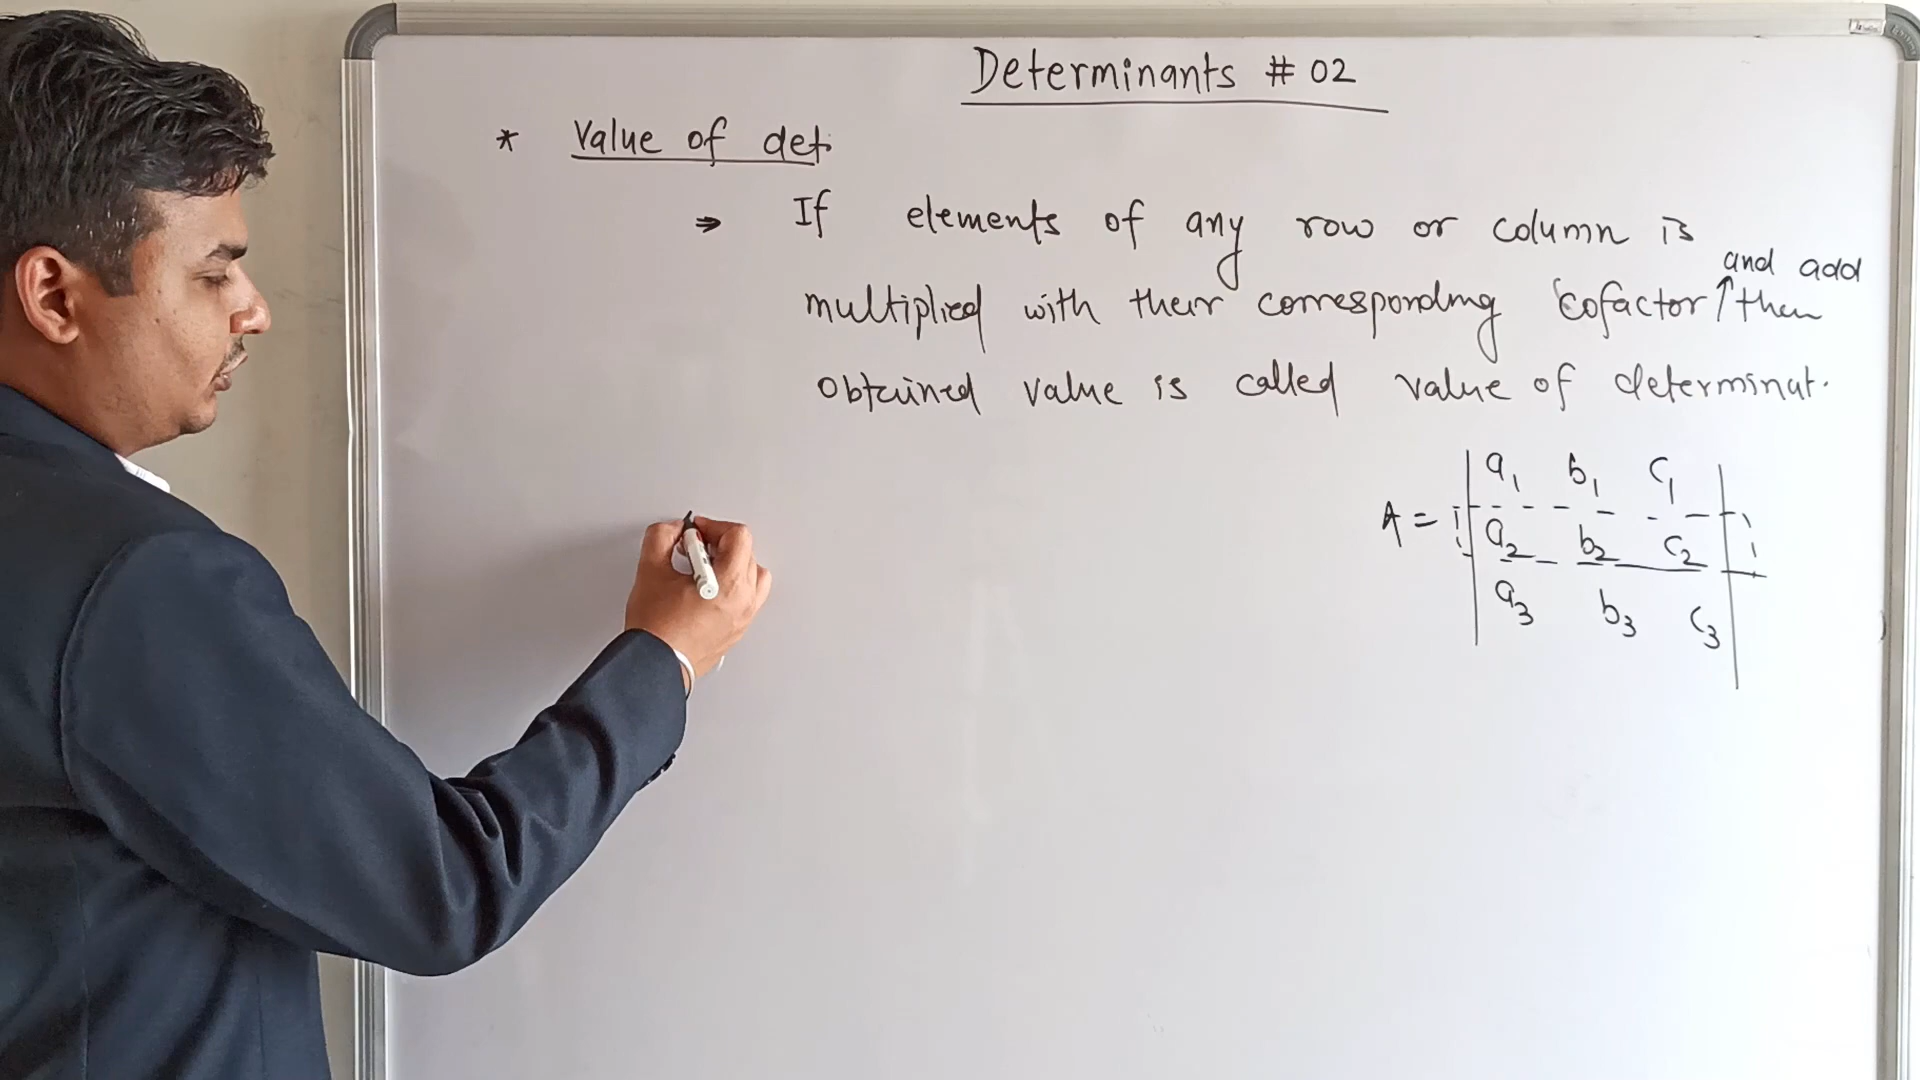 Determinants # 02
* Value of det.
⇒ If elements of any row or column is
and add
multiplied with their corresponding cofactor ↑ then
obtained value is called value of determinat.
a₁ b₁ c₁
A = a₂ b₂ c₂
a₃ b₃ c₃